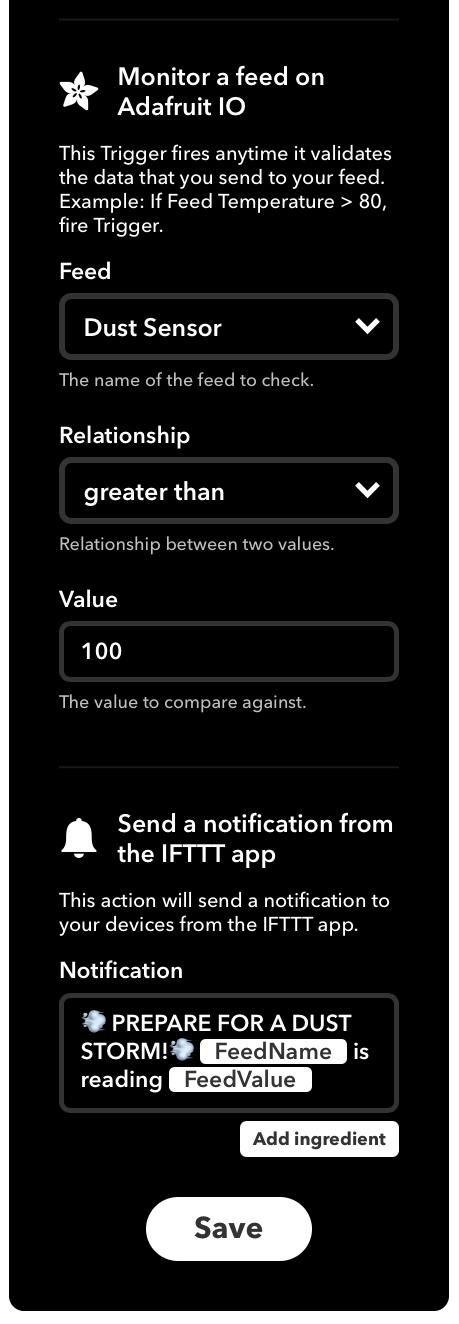 Monitor a feed on
Adafruit IO
This Trigger fires anytime it validates
the data that you send to your feed.
Example: If Feed Temperature > 80,
fire Trigger.
Feed
Dust Sensor
The name of the feed to check.
Relationship
greater than
Relationship between two values.
Value
100
The value to compare against.
Send a notification from
the IFTTT app
This action will send a notification to
your devices from the IFTTT app.
Notification
💨 PREPARE FOR A DUST
STORM!💨 FeedName is
reading FeedValue
Add ingredient
Save